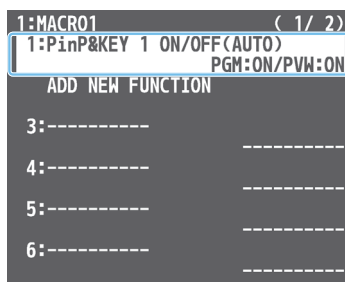 1:MACRO1 ( 1/ 2)
1:PinP&KEY 1 ON/OFF(AUTO)
PGM:ON/PVW:ON
ADD NEW FUNCTION
3:----------
----------
4:----------
----------
5:----------
----------
6:----------
----------